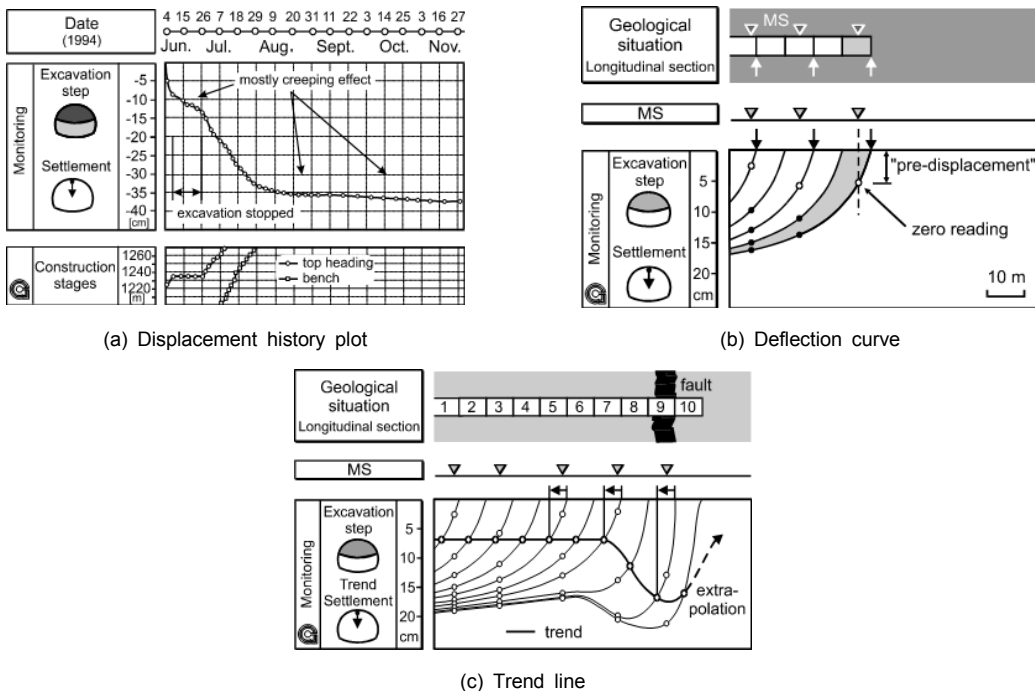 Date
(1994)
4 15 26 7 18 29 9 20 31 11 22 3 14 25 5 16 27
Jun. Jul. Aug. Sept. Oct. Nov.
Monitoring
Excavation
step
Settlement
-5
-10
-15
-20
-25
-30
-35
-40
[cm]
mostly creeping effect
excavation stopped
Construction
stages
1260
1240
1220
[m]
top heading
bench
(a) Displacement history plot
Geological
situation
Longitudinal section
MS
MS
Monitoring
Excavation
step
Settlement
5
10
15
20
cm
"pre-displacement"
zero reading
10 m
(b) Deflection curve
Geological
situation
Longitudinal section
fault
1 2 3 4 5 6 7 8 9 10
MS
Monitoring
Excavation
step
Trend
Settlement
5
10
15
20
cm
extra-
polation
trend
(c) Trend line